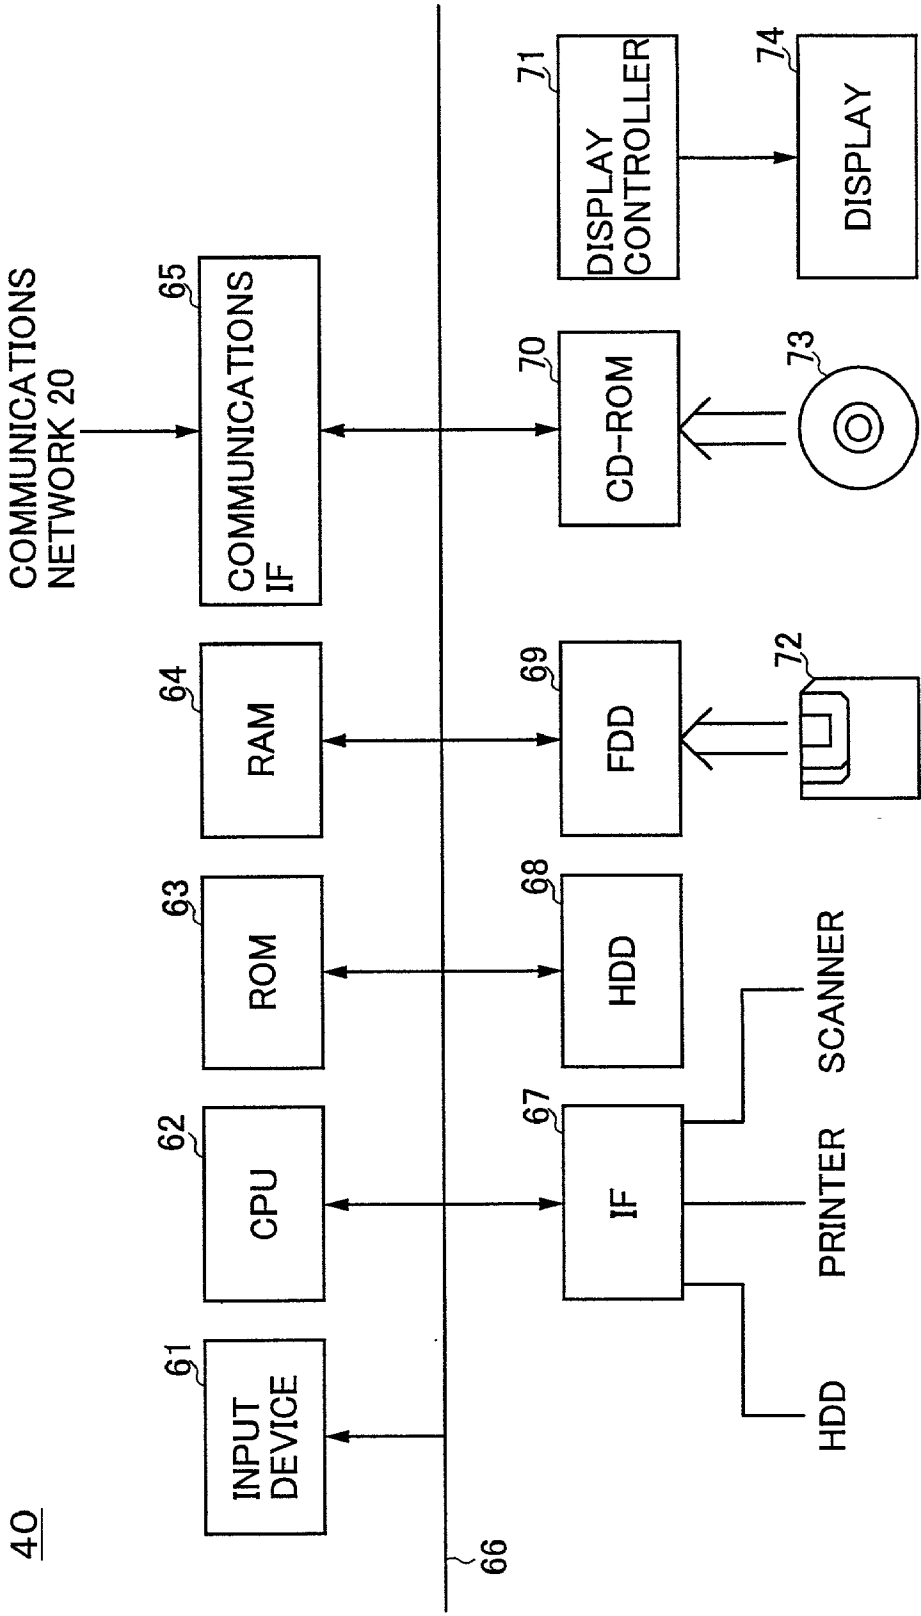 40
COMMUNICATIONS
NETWORK 20
61
62
63
64
65
INPUT
DEVICE
CPU
ROM
RAM
COMMUNICATIONS
IF
66
67
68
69
70
71
IF
HDD
FDD
CD-ROM
DISPLAY
CONTROLLER
72
73
74
HDD
PRINTER
SCANNER
DISPLAY